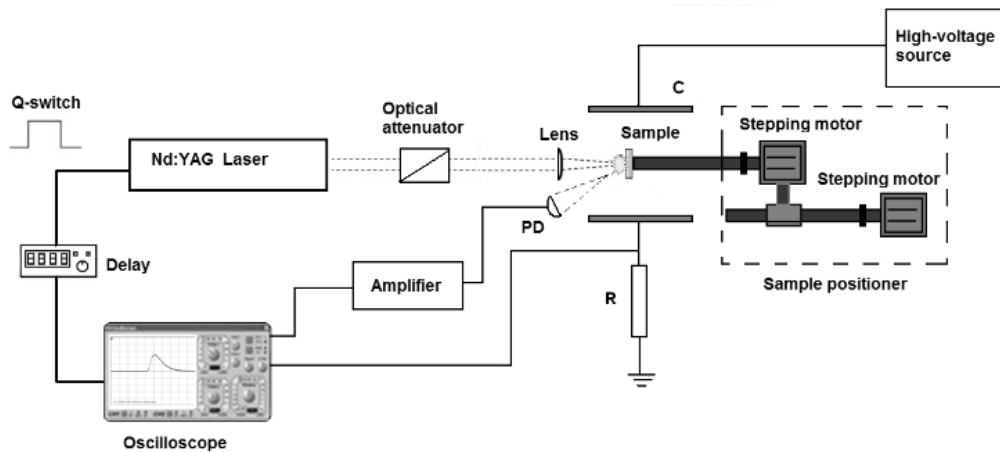 High-voltage
source
Q-switch
C
Optical
attenuator
Lens
Sample
Stepping motor
Nd:YAG Laser
Stepping motor
PD
Delay
Amplifier
R
Sample positioner
Oscilloscope